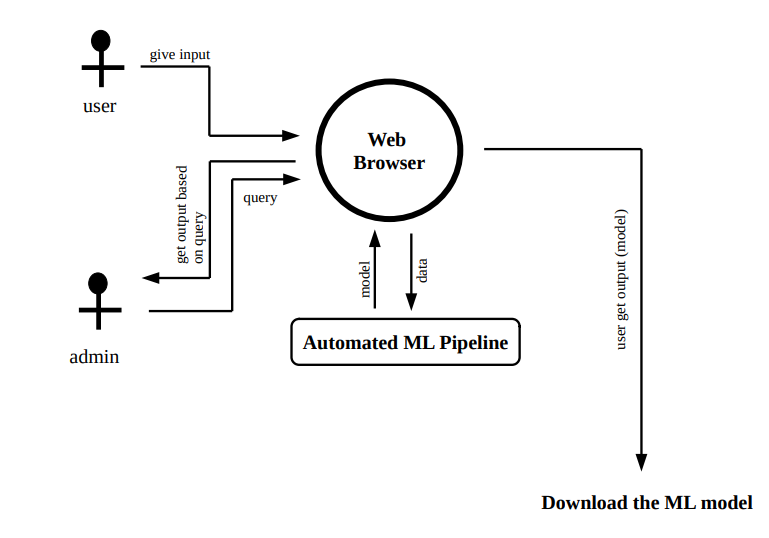 give input
user
Web
Browser
get output based
on query
query
admin
model
data
Automated ML Pipeline
user get output (model)
Download the ML model